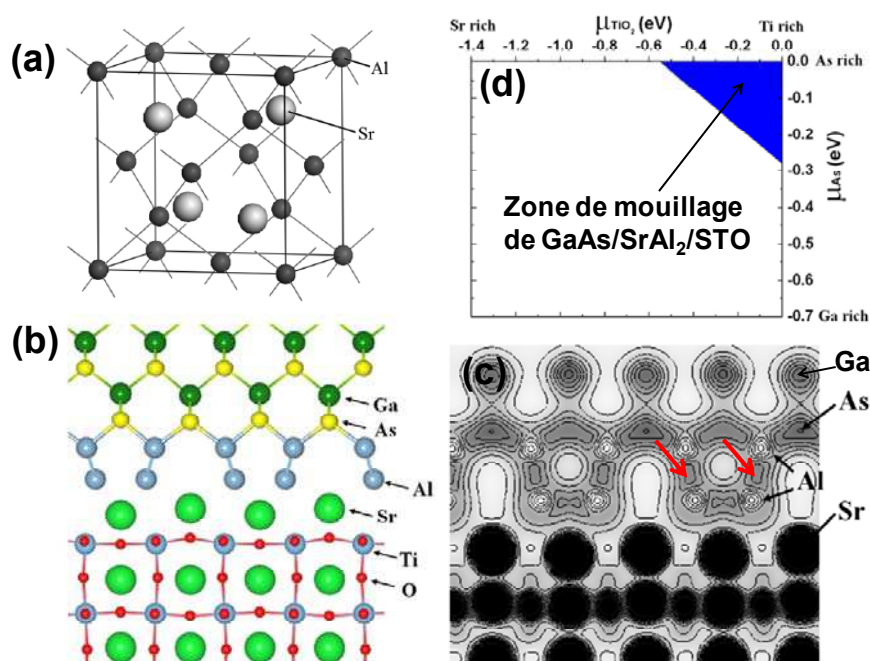 (a)
Al
Sr
Sr rich μTiO₂ (eV) Ti rich
-1.4 -1.2 -1.0 -0.8 -0.6 -0.4 -0.2 0.0
(d)
0.0 As rich
-0.1
-0.2
-0.3
-0.4
-0.5
-0.6
-0.7 Ga rich
μAs (eV)
Zone de mouillage
de GaAs/SrAl₂/STO
(b)
Ga
As
Al
Sr
Ti
O
(c)
Ga
As
Al
Sr